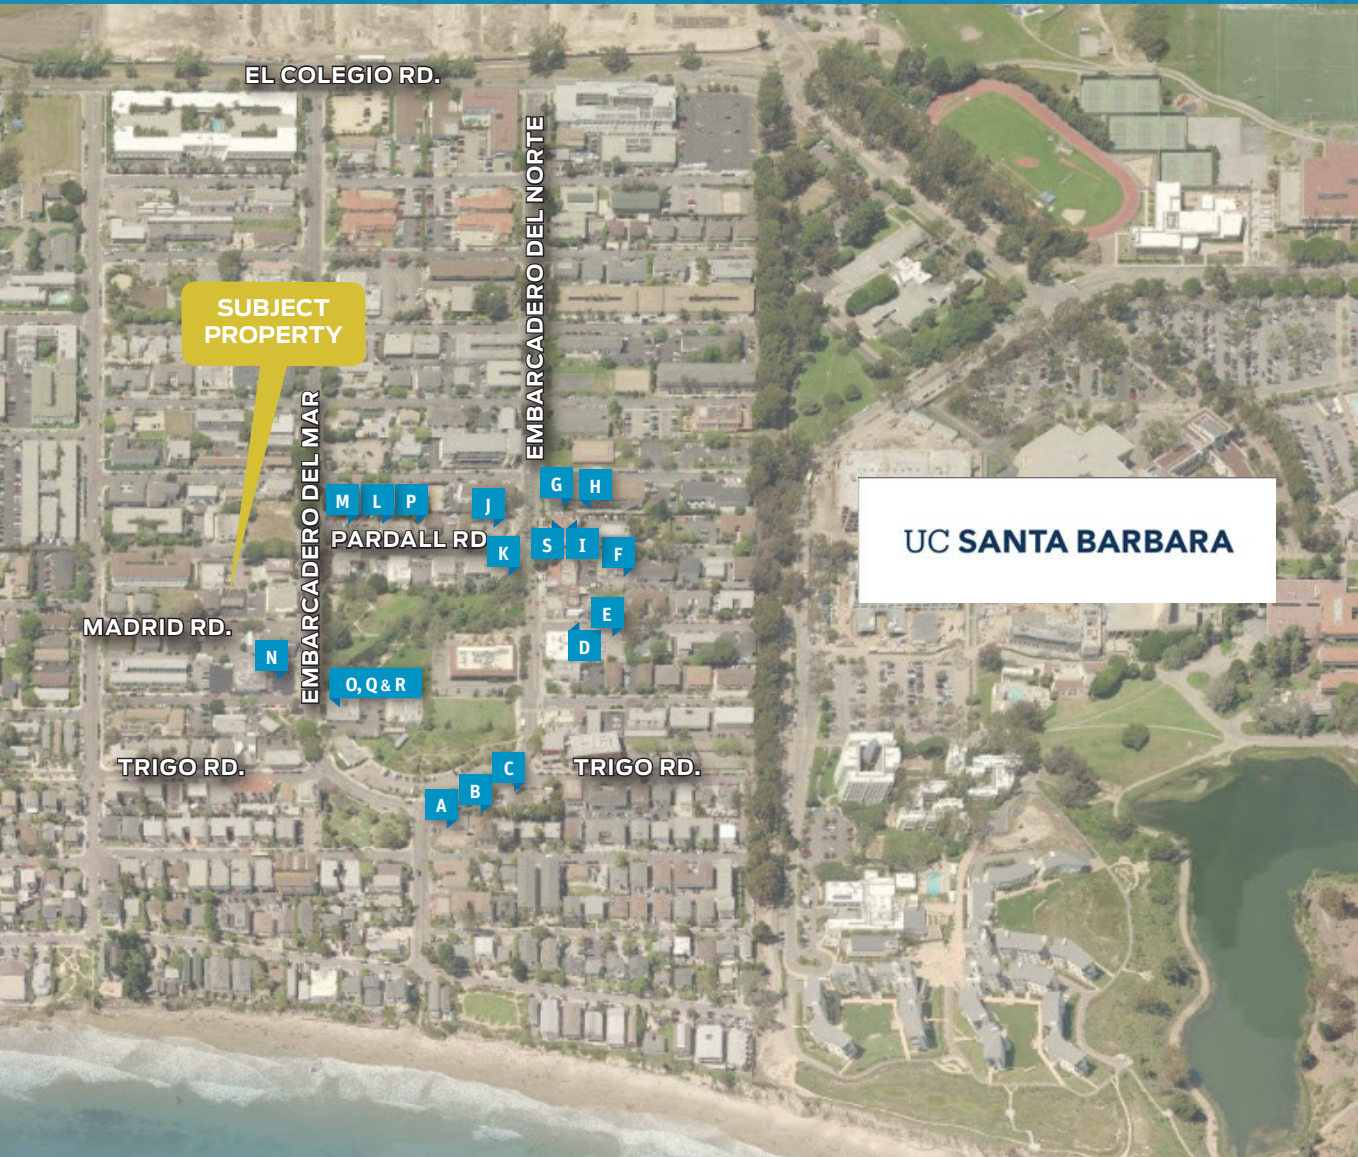 EL COLEGIO RD.
EMBARCADERO DEL NORTE
SUBJECT
PROPERTY
EMBARCADERO DEL MAR
G
H
M
L
P
J
PARDALL RD
K
S
I
F
UC SANTA BARBARA
E
MADRID RD.
D
N
O, Q & R
TRIGO RD.
C
TRIGO RD.
B
A